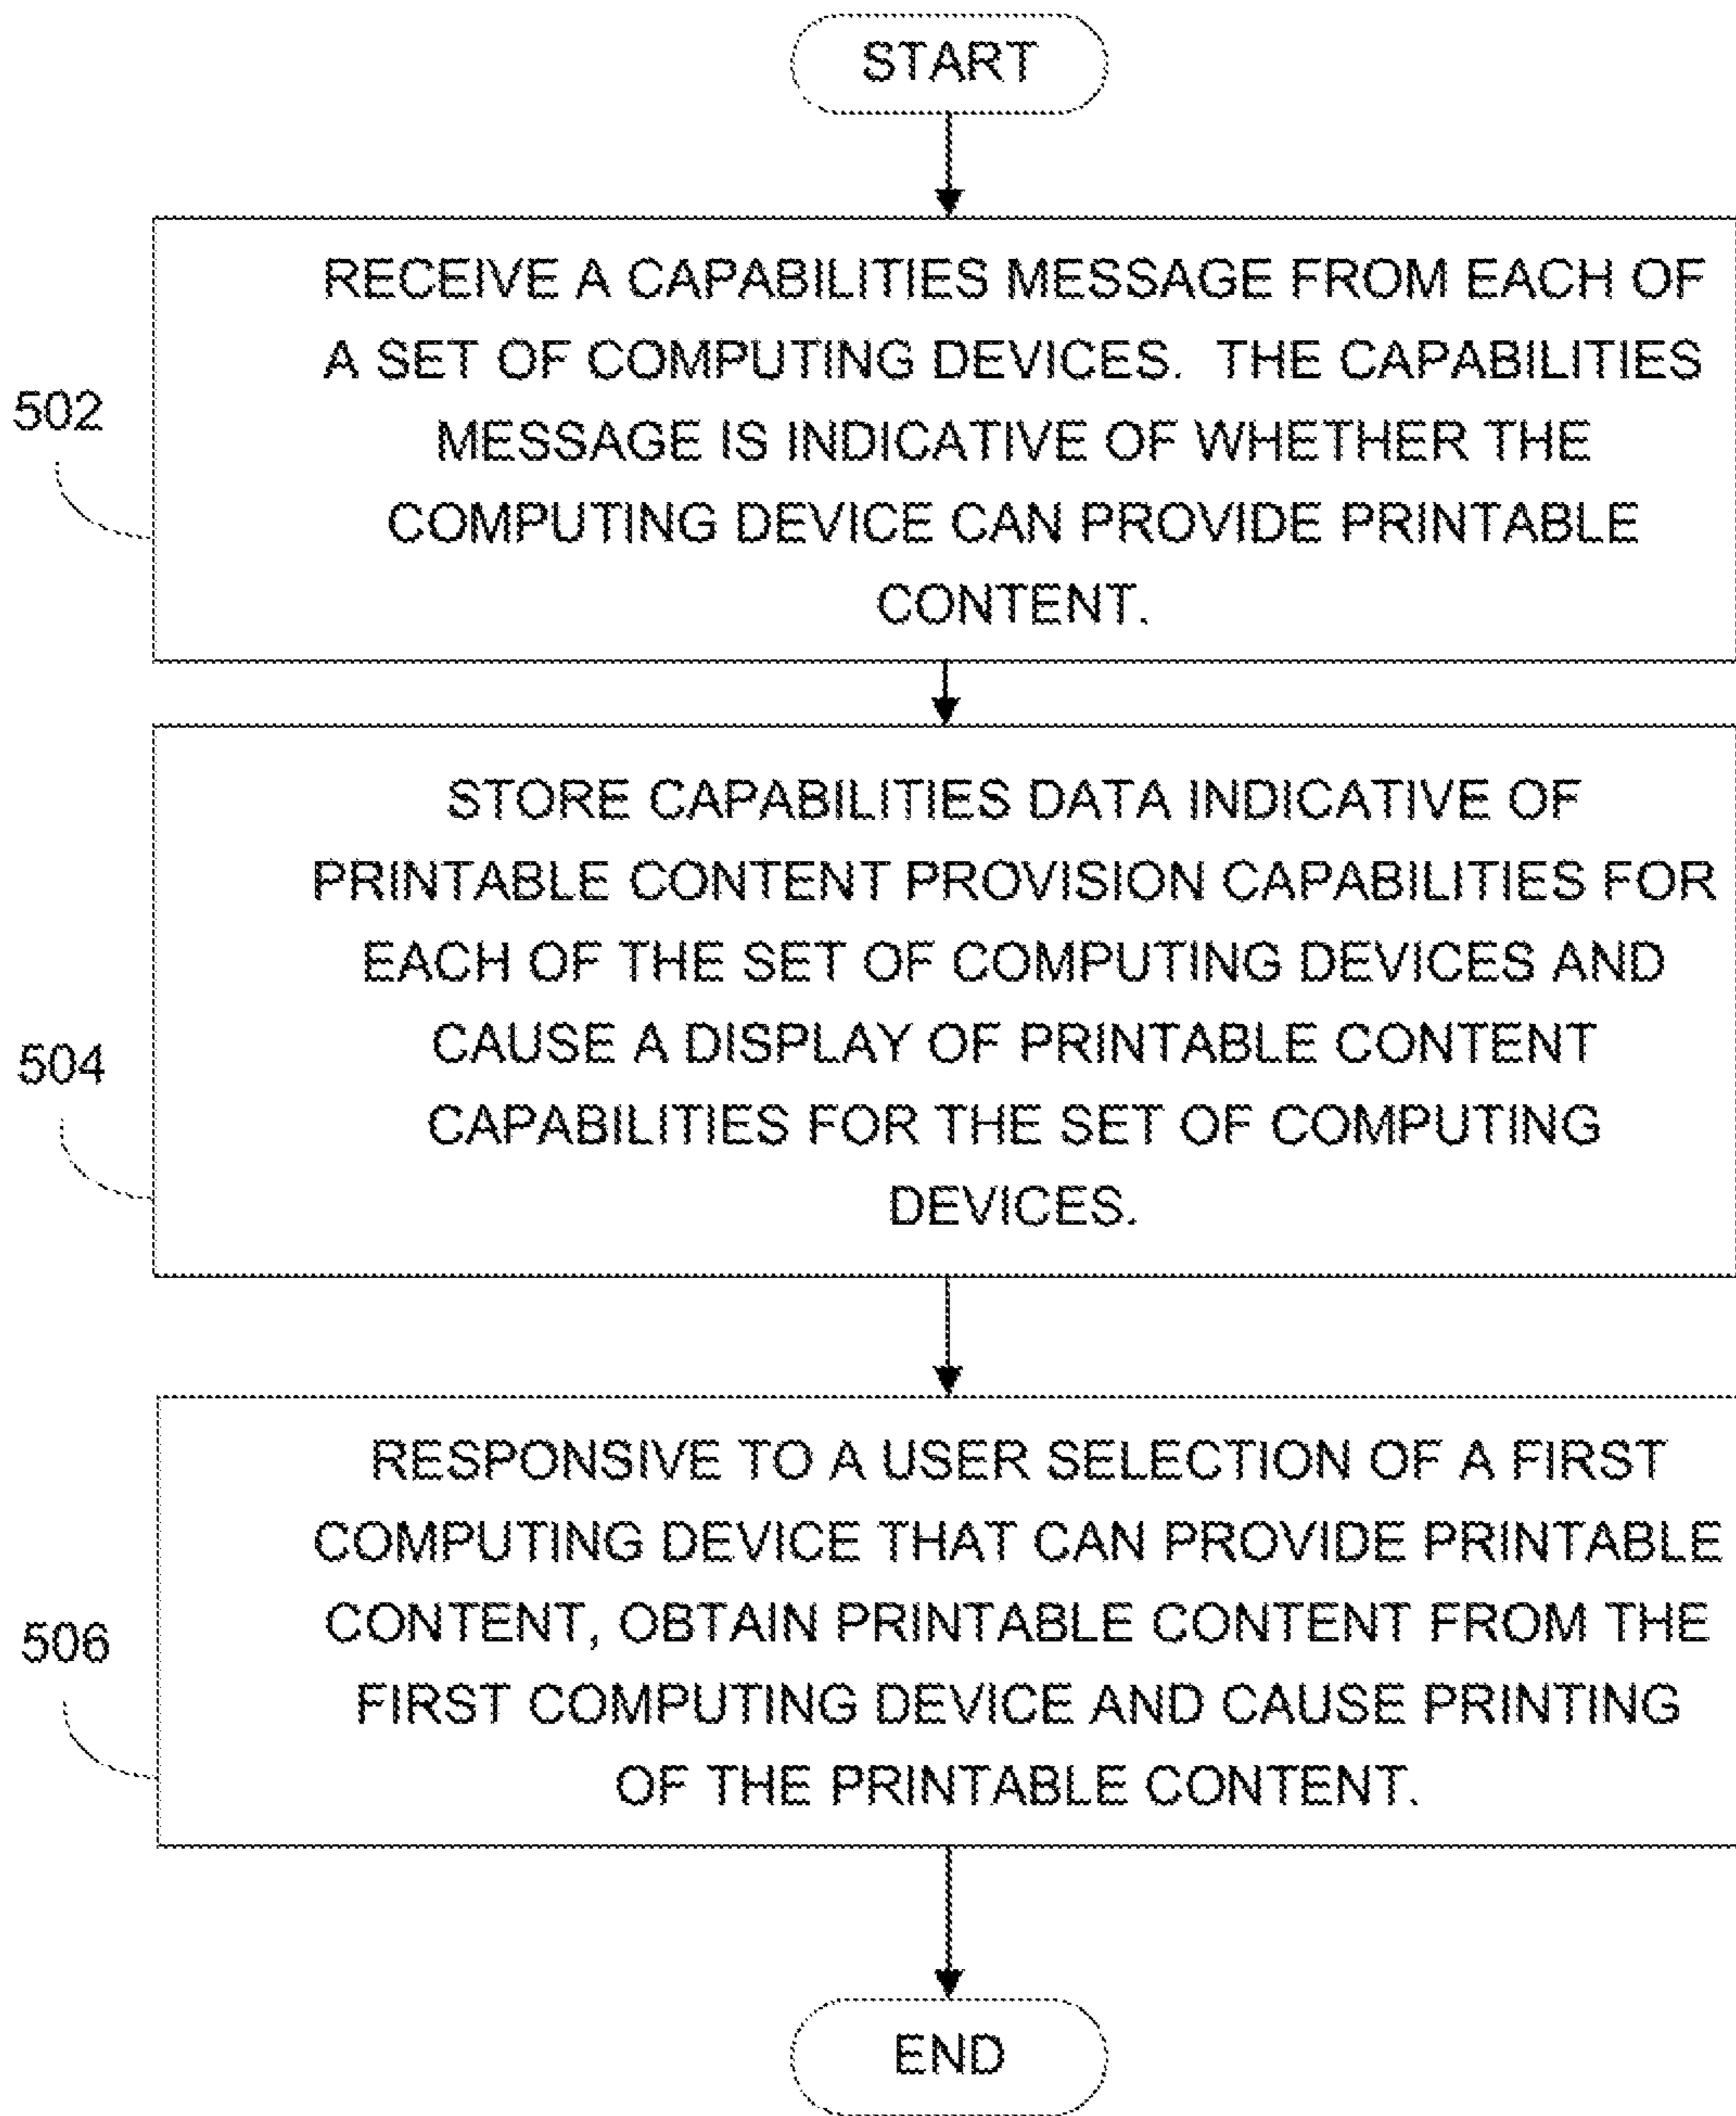 START
RECEIVE A CAPABILITIES MESSAGE FROM EACH OF
A SET OF COMPUTING DEVICES. THE CAPABILITIES
MESSAGE IS INDICATIVE OF WHETHER THE
COMPUTING DEVICE CAN PROVIDE PRINTABLE
CONTENT.
502
STORE CAPABILITIES DATA INDICATIVE OF
PRINTABLE CONTENT PROVISION CAPABILITIES FOR
EACH OF THE SET OF COMPUTING DEVICES AND
CAUSE A DISPLAY OF PRINTABLE CONTENT
CAPABILITIES FOR THE SET OF COMPUTING
DEVICES.
504
RESPONSIVE TO A USER SELECTION OF A FIRST
COMPUTING DEVICE THAT CAN PROVIDE PRINTABLE
CONTENT, OBTAIN PRINTABLE CONTENT FROM THE
FIRST COMPUTING DEVICE AND CAUSE PRINTING
OF THE PRINTABLE CONTENT.
506
END